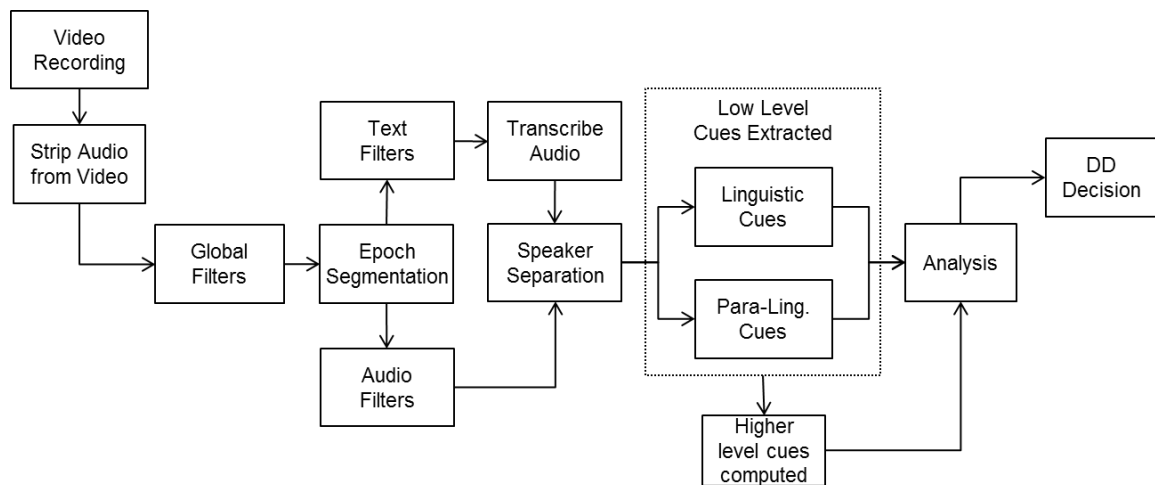 Video
Recording
Strip Audio
from Video
Global
Filters
Epoch
Segmentation
Text
Filters
Transcribe
Audio
Audio
Filters
Speaker
Separation
Low Level
Cues Extracted
Linguistic
Cues
Para-Ling.
Cues
Higher
level cues
computed
Analysis
DD
Decision